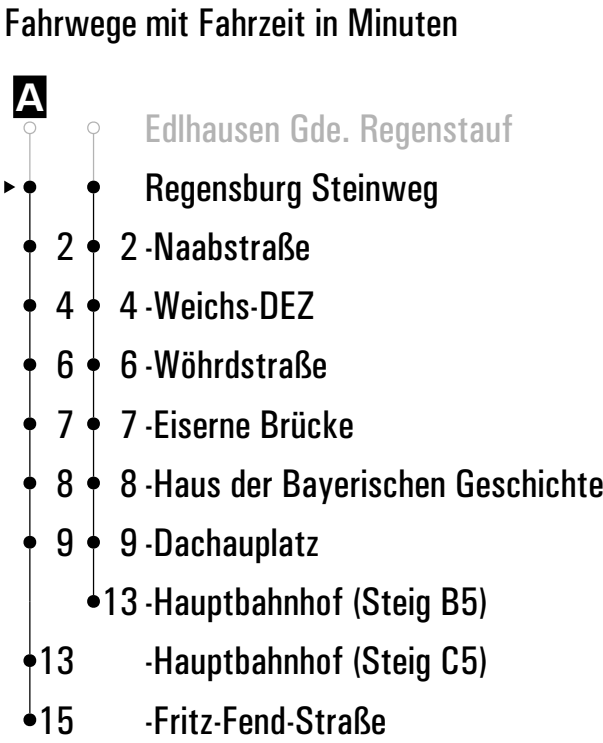 Fahrwege mit Fahrzeit in Minuten
A
Edlhausen Gde. Regenstauf
Regensburg Steinweg
2 2 -Naabstraße
4 4 -Weichs-DEZ
6 6 -Wöhrdstraße
7 7 -Eiserne Brücke
8 8 -Haus der Bayerischen Geschichte
9 9 -Dachauplatz
13 -Hauptbahnhof (Steig B5)
13 -Hauptbahnhof (Steig C5)
15 -Fritz-Fend-Straße